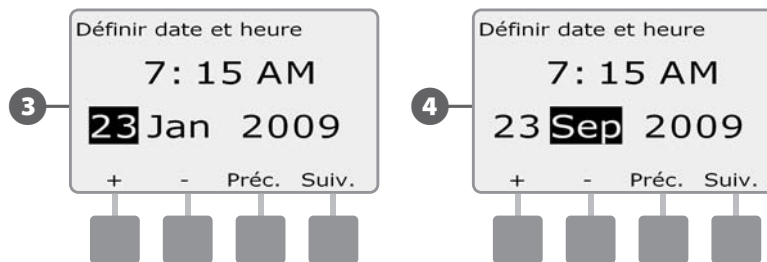 Définir date et heure
7: 15 AM
3
23 Jan 2009
+ - Préc. Suiv.
Définir date et heure
7: 15 AM
4
23 Sep 2009
+ - Préc. Suiv.